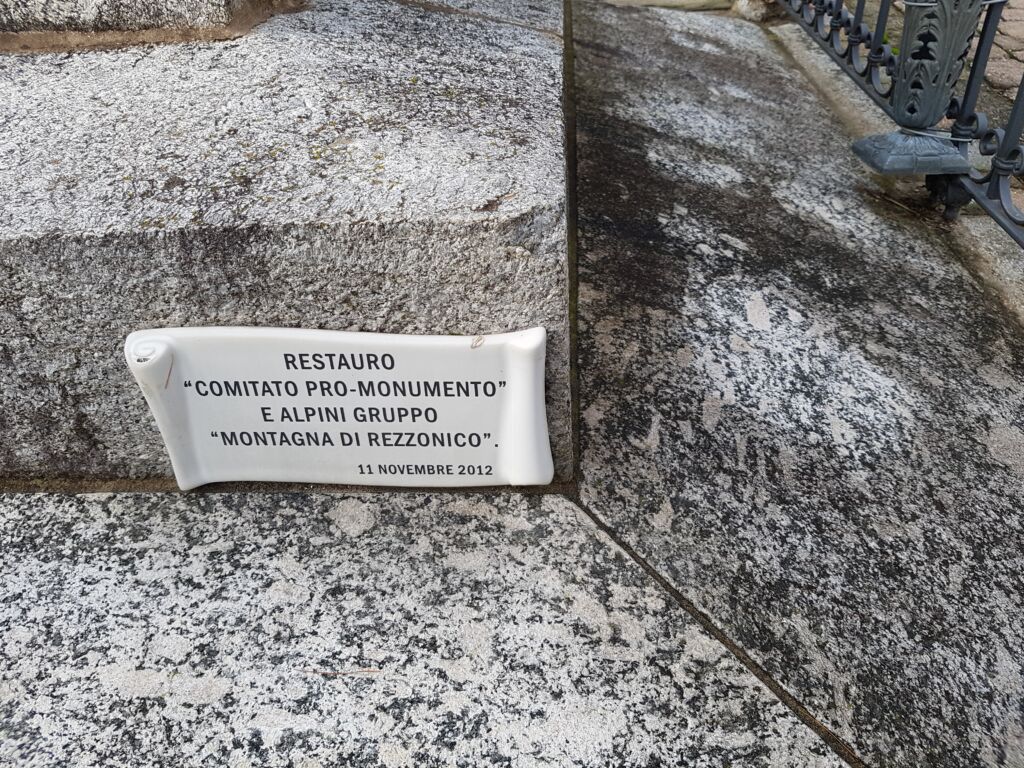 RESTAURO
"COMITATO PRO-MONUMENTO"
E ALPINI GRUPPO
"MONTAGNA DI REZZONICO".
11 NOVEMBRE 2012